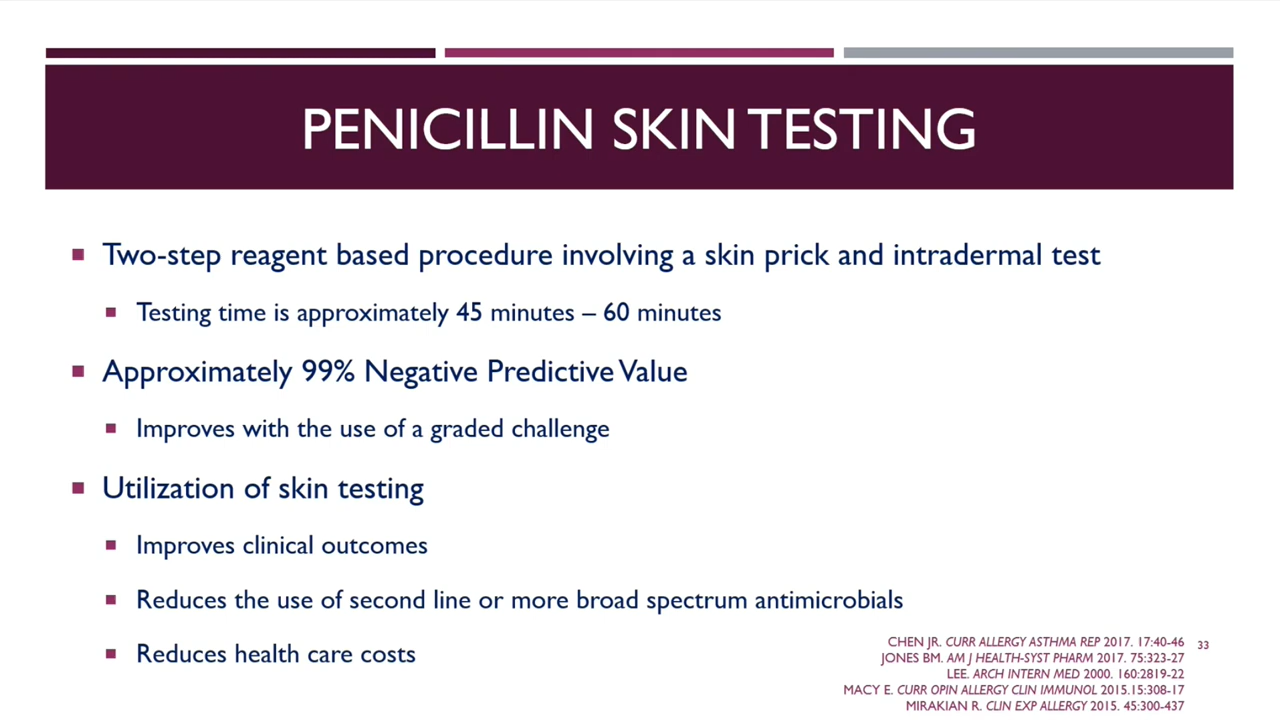 PENICILLIN SKIN TESTING
Two-step reagent based procedure involving a skin prick and intradermal test
Testing time is approximately 45 minutes – 60 minutes
Approximately 99% Negative Predictive Value
Improves with the use of a graded challenge
Utilization of skin testing
Improves clinical outcomes
Reduces the use of second line or more broad spectrum antimicrobials
Reduces health care costs
CHEN JR. CURR ALLERGY ASTHMA REP 2017. 17:40-46
33
JONES BM. AM J HEALTH-SYST PHARM 2017. 75:323-27
LEE. ARCH INTERN MED 2000. 160:2819-22
MACY E. CURR OPIN ALLERGY CLIN IMMUNOL 2015.15:308-17
MIRAKIAN R. CLIN EXP ALLERGY 2015. 45:300-437